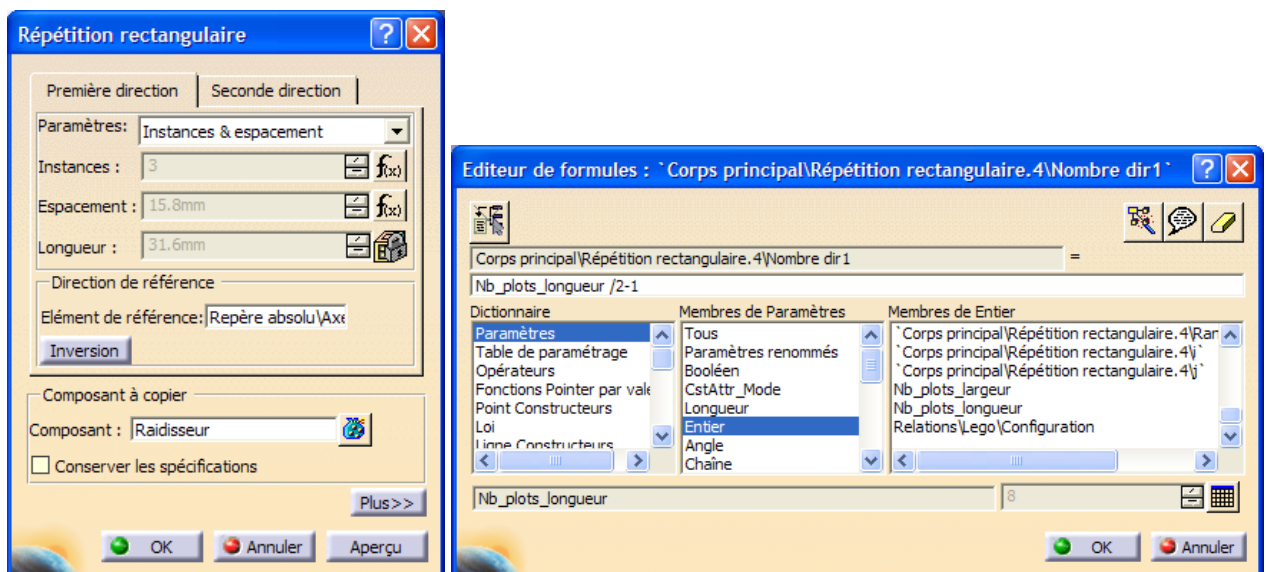 Répétition rectangulaire
Première direction Seconde direction
Paramètres: Instances & espacement
Instances : 3 f(x)
Espacement : 15.8mm f(x)
Longueur : 31.6mm
Direction de référence
Elément de référence: Repère absolu\Axe
Inversion
Composant à copier
Composant : Raidisseur
Conserver les spécifications
Plus>>
OK Annuler Aperçu
Editeur de formules : `Corps principal\Répétition rectangulaire.4\Nombre dir1`
Corps principal\Répétition rectangulaire.4\Nombre dir1 =
Nb_plots_longueur /2-1
Dictionnaire Membres de Paramètres Membres de Entier
Paramètres Tous `Corps principal\Répétition rectangulaire.4\Ran
Table de paramétrage Paramètres renommés `Corps principal\Répétition rectangulaire.4\i`
Opérateurs Booléen `Corps principal\Répétition rectangulaire.4\j`
Fonctions Pointer par vale CstAttr_Mode Nb_plots_largeur
Point Constructeurs Longueur Nb_plots_longueur
Loi Entier Relations\Lego\Configuration
Ligne Constructeurs Angle
Chaîne
Nb_plots_longueur 8
OK Annuler